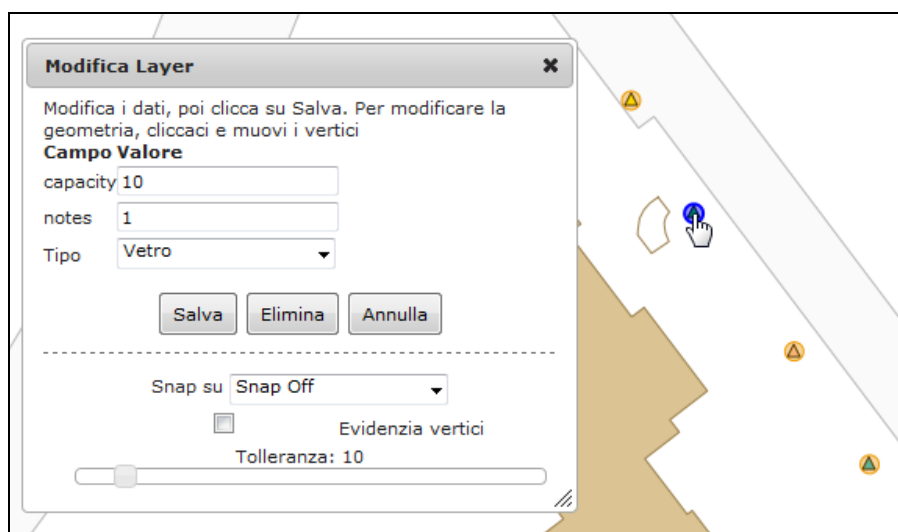 Modifica Layer
Modifica i dati, poi clicca su Salva. Per modificare la
geometria, cliccaci e muovi i vertici
Campo Valore
capacity 10
notes 1
Tipo Vetro
Salva Elimina Annulla
Snap su Snap Off
Evidenzia vertici
Tolleranza: 10